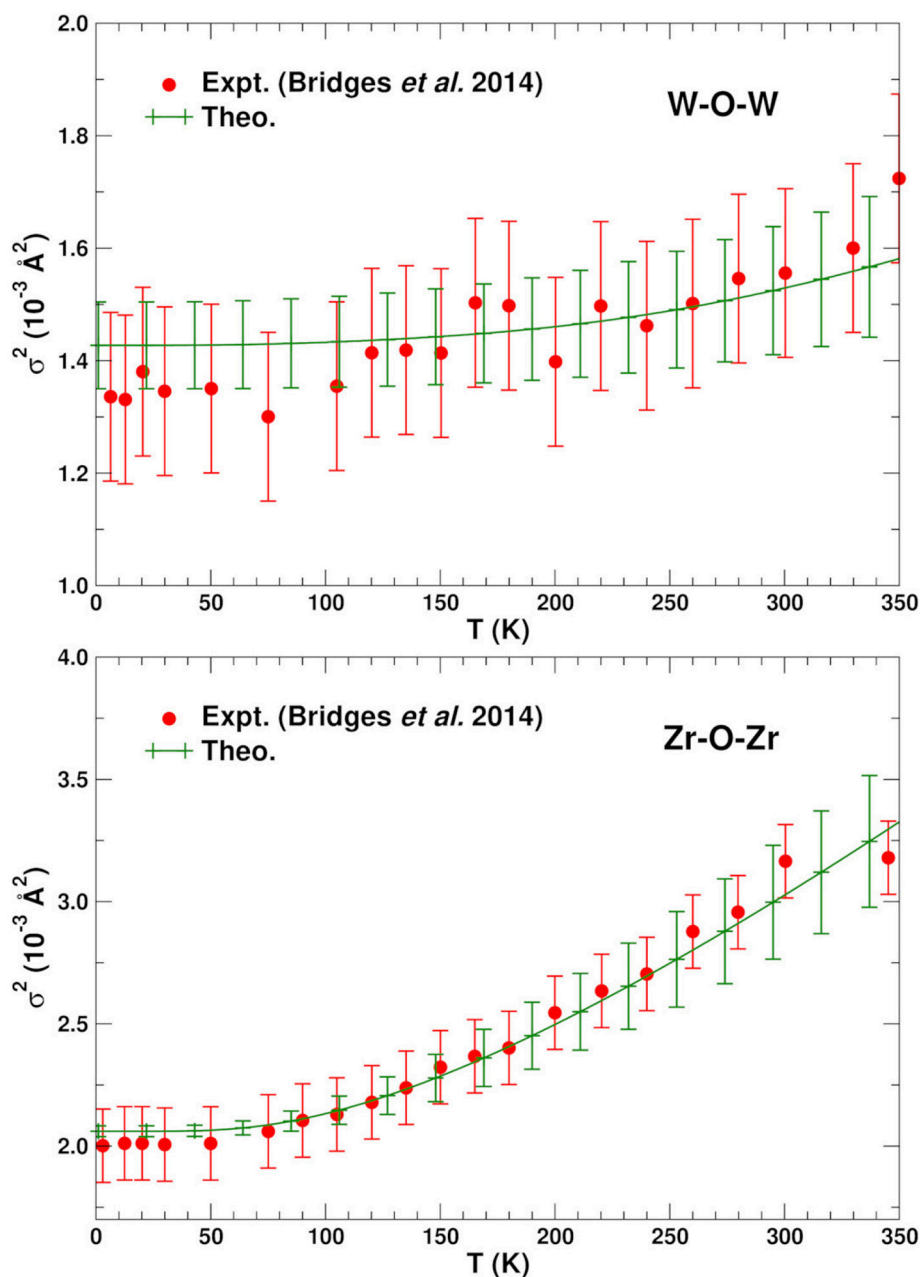 2.0
Expt. (Bridges et al. 2014)
Theo.
W-O-W
1.8
1.6
σ² (10⁻³ Å²)
1.4
1.2
1.0
0 50 100 150 200 250 300 350
T (K)
4.0
Expt. (Bridges et al. 2014)
Theo.
Zr-O-Zr
3.5
3.0
σ² (10⁻³ Å²)
2.5
2.0
0 50 100 150 200 250 300 350
T (K)